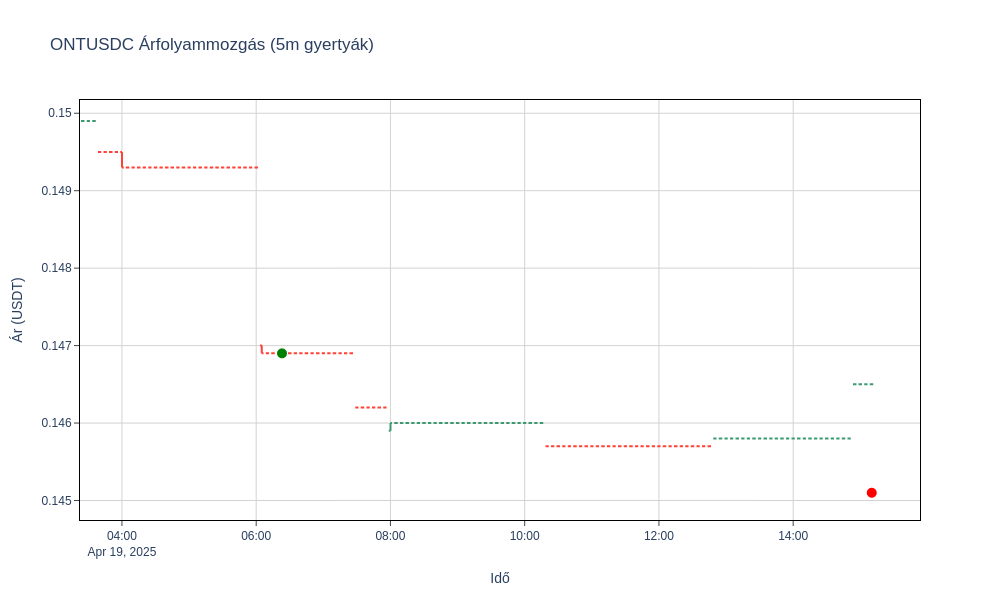 ONTUSDC Árfolyammozgás (5m gyertyák)
0.15
0.149
0.148
0.147
0.146
0.145
Ár (USDT)
04:00 06:00 08:00 10:00 12:00 14:00
Apr 19, 2025
Idő